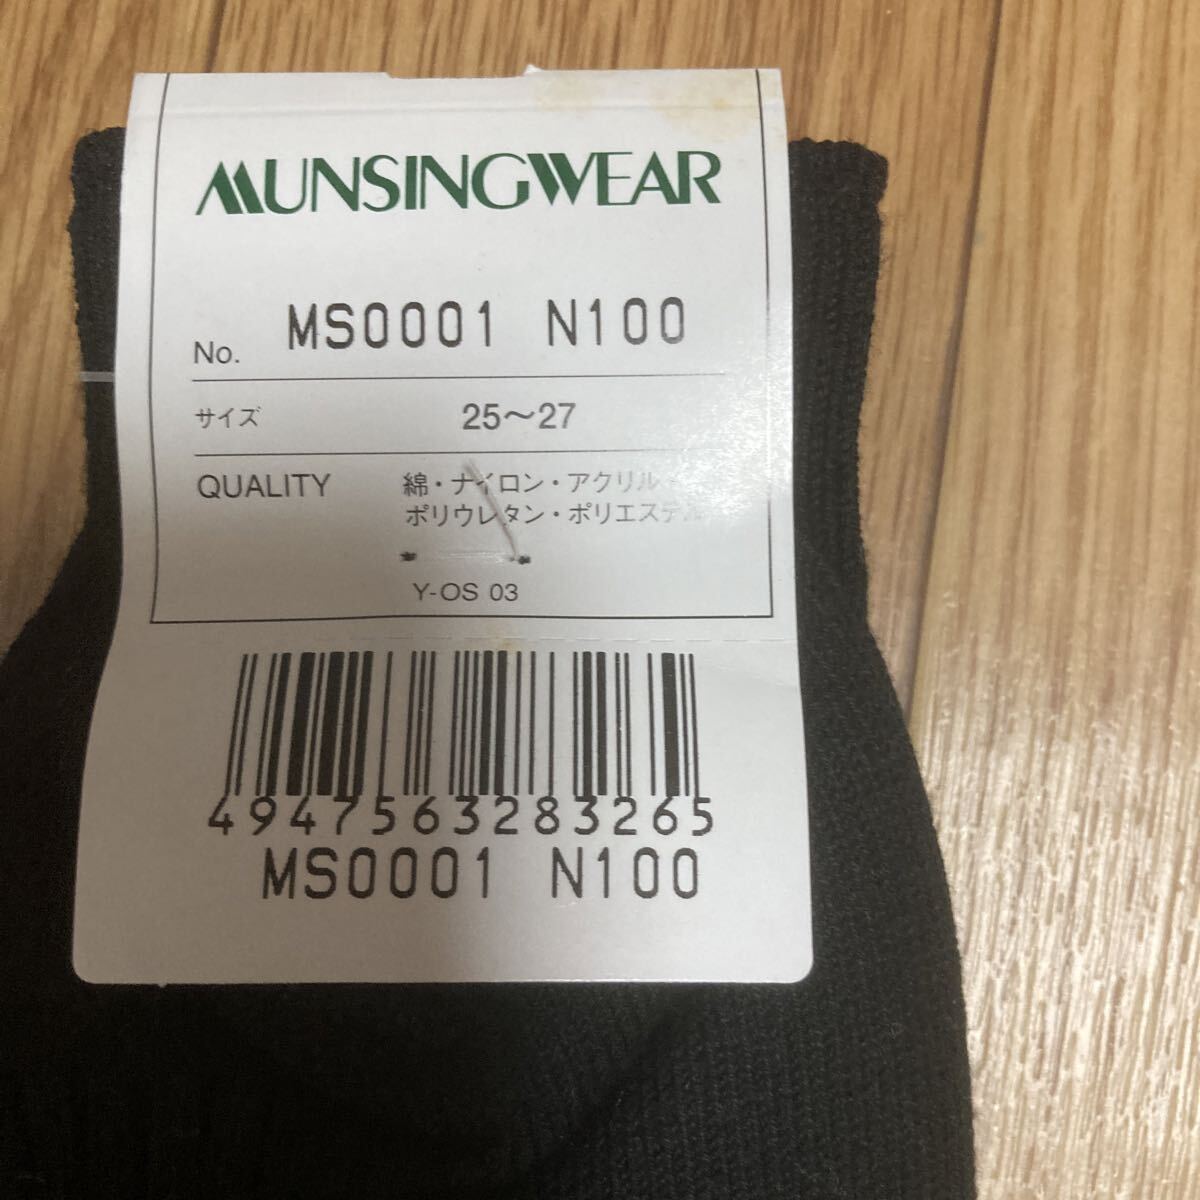 MUNSINGWEAR
No. MS0001 N100
サイズ 25～27
QUALITY 綿・ナイロン・アクリル・
ポリウレタン・ポリエステル
Y-OS 03
4947563283265
MS0001 N100